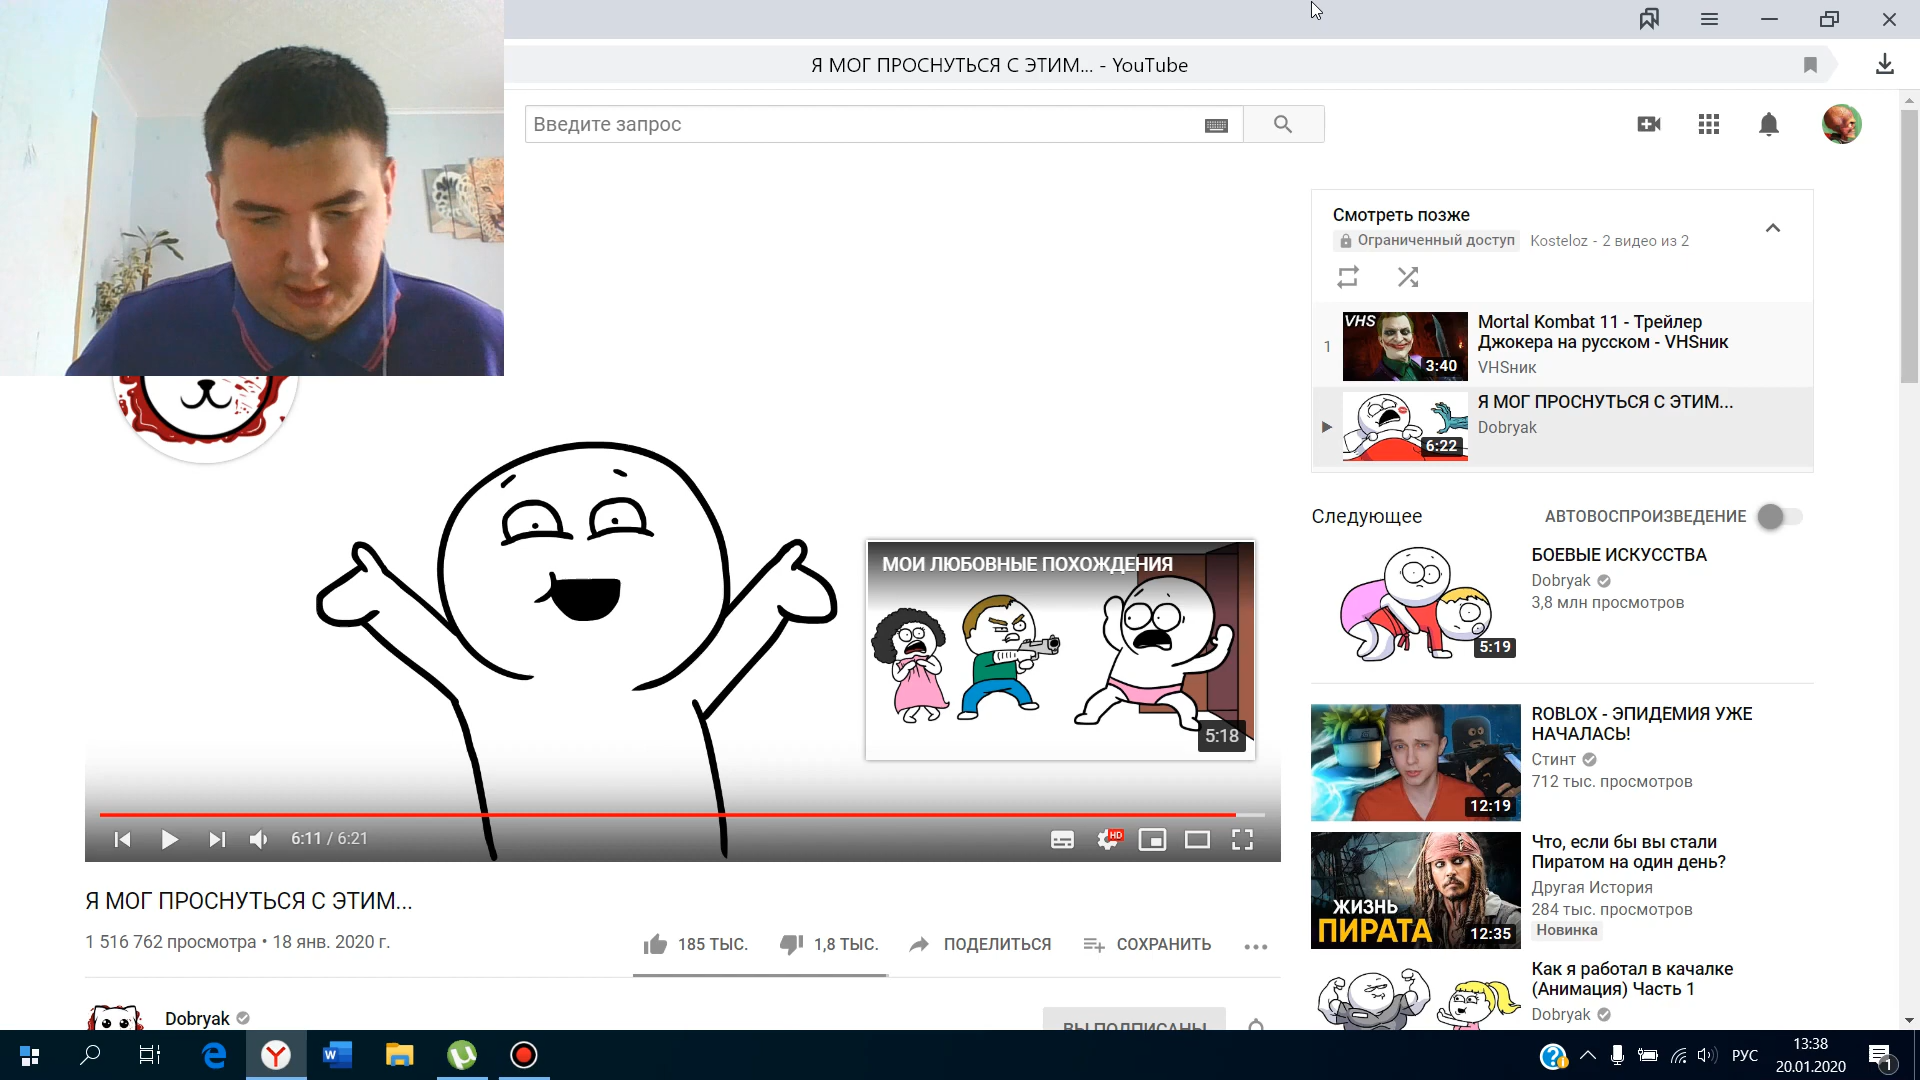 Я МОГ ПРОСНУТЬСЯ С ЭТИМ... - YouTube
Введите запрос
Смотреть позже
Ограниченный доступ Kosteloz - 2 видео из 2
1
VHS
3:40
Mortal Kombat 11 - Трейлер
Джокера на русском - VHSник
VHSник
6:22
Я МОГ ПРОСНУТЬСЯ С ЭТИМ...
Dobryak
Следующее
АВТОВОСПРОИЗВЕДЕНИЕ
5:19
БОЕВЫЕ ИСКУССТВА
Dobryak
3,8 млн просмотров
12:19
ROBLOX - ЭПИДЕМИЯ УЖЕ
НАЧАЛАСЬ!
Стинт
712 тыс. просмотров
ЖИЗНЬ
ПИРАТА
12:35
Что, если бы вы стали
Пиратом на один день?
Другая История
284 тыс. просмотров
Новинка
Как я работал в качалке
(Анимация) Часть 1
Dobryak
МОИ ЛЮБОВНЫЕ ПОХОЖДЕНИЯ
5:18
6:11 / 6:21
HD
Я МОГ ПРОСНУТЬСЯ С ЭТИМ...
1 516 762 просмотра • 18 янв. 2020 г.
185 ТЫС.
1,8 ТЫС.
ПОДЕЛИТЬСЯ
СОХРАНИТЬ
Dobryak
ВЫ ПОДПИСАНЫ
РУС
13:38
20.01.2020
1